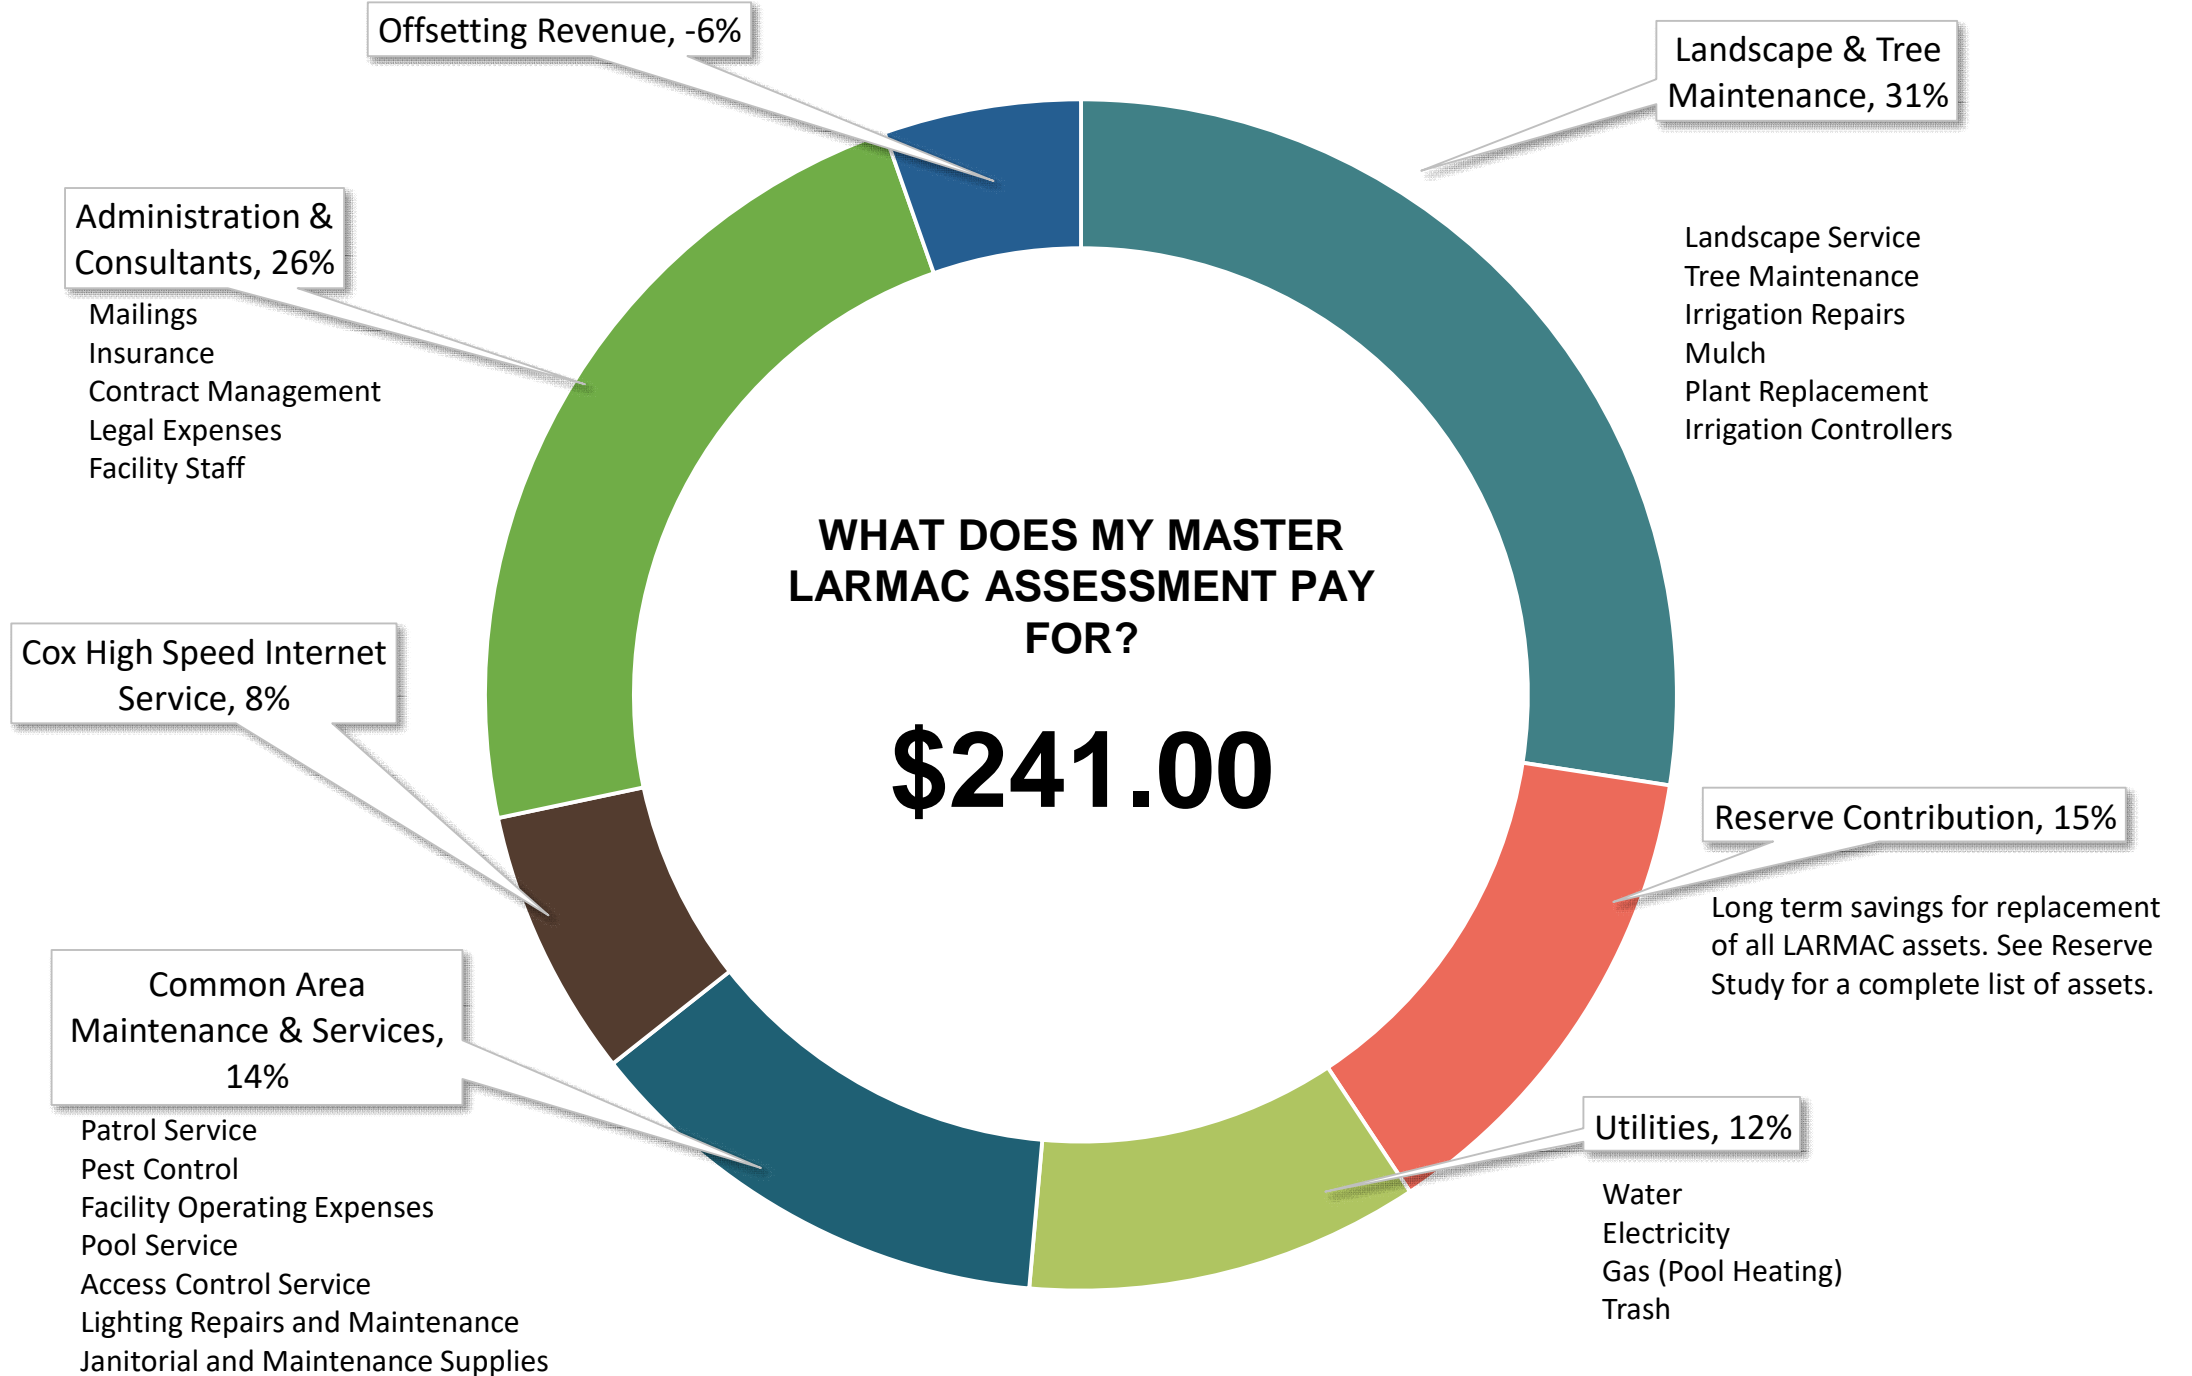 Offsetting Revenue, -6%
Landscape & Tree
Maintenance, 31%
Landscape Service
Tree Maintenance
Irrigation Repairs
Mulch
Plant Replacement
Irrigation Controllers
Administration &
Consultants, 26%
Mailings
Insurance
Contract Management
Legal Expenses
Facility Staff
WHAT DOES MY MASTER
LARMAC ASSESSMENT PAY
FOR?
$241.00
Cox High Speed Internet
Service, 8%
Reserve Contribution, 15%
Long term savings for replacement
of all LARMAC assets. See Reserve
Study for a complete list of assets.
Common Area
Maintenance & Services,
14%
Patrol Service
Pest Control
Facility Operating Expenses
Pool Service
Access Control Service
Lighting Repairs and Maintenance
Janitorial and Maintenance Supplies
Utilities, 12%
Water
Electricity
Gas (Pool Heating)
Trash